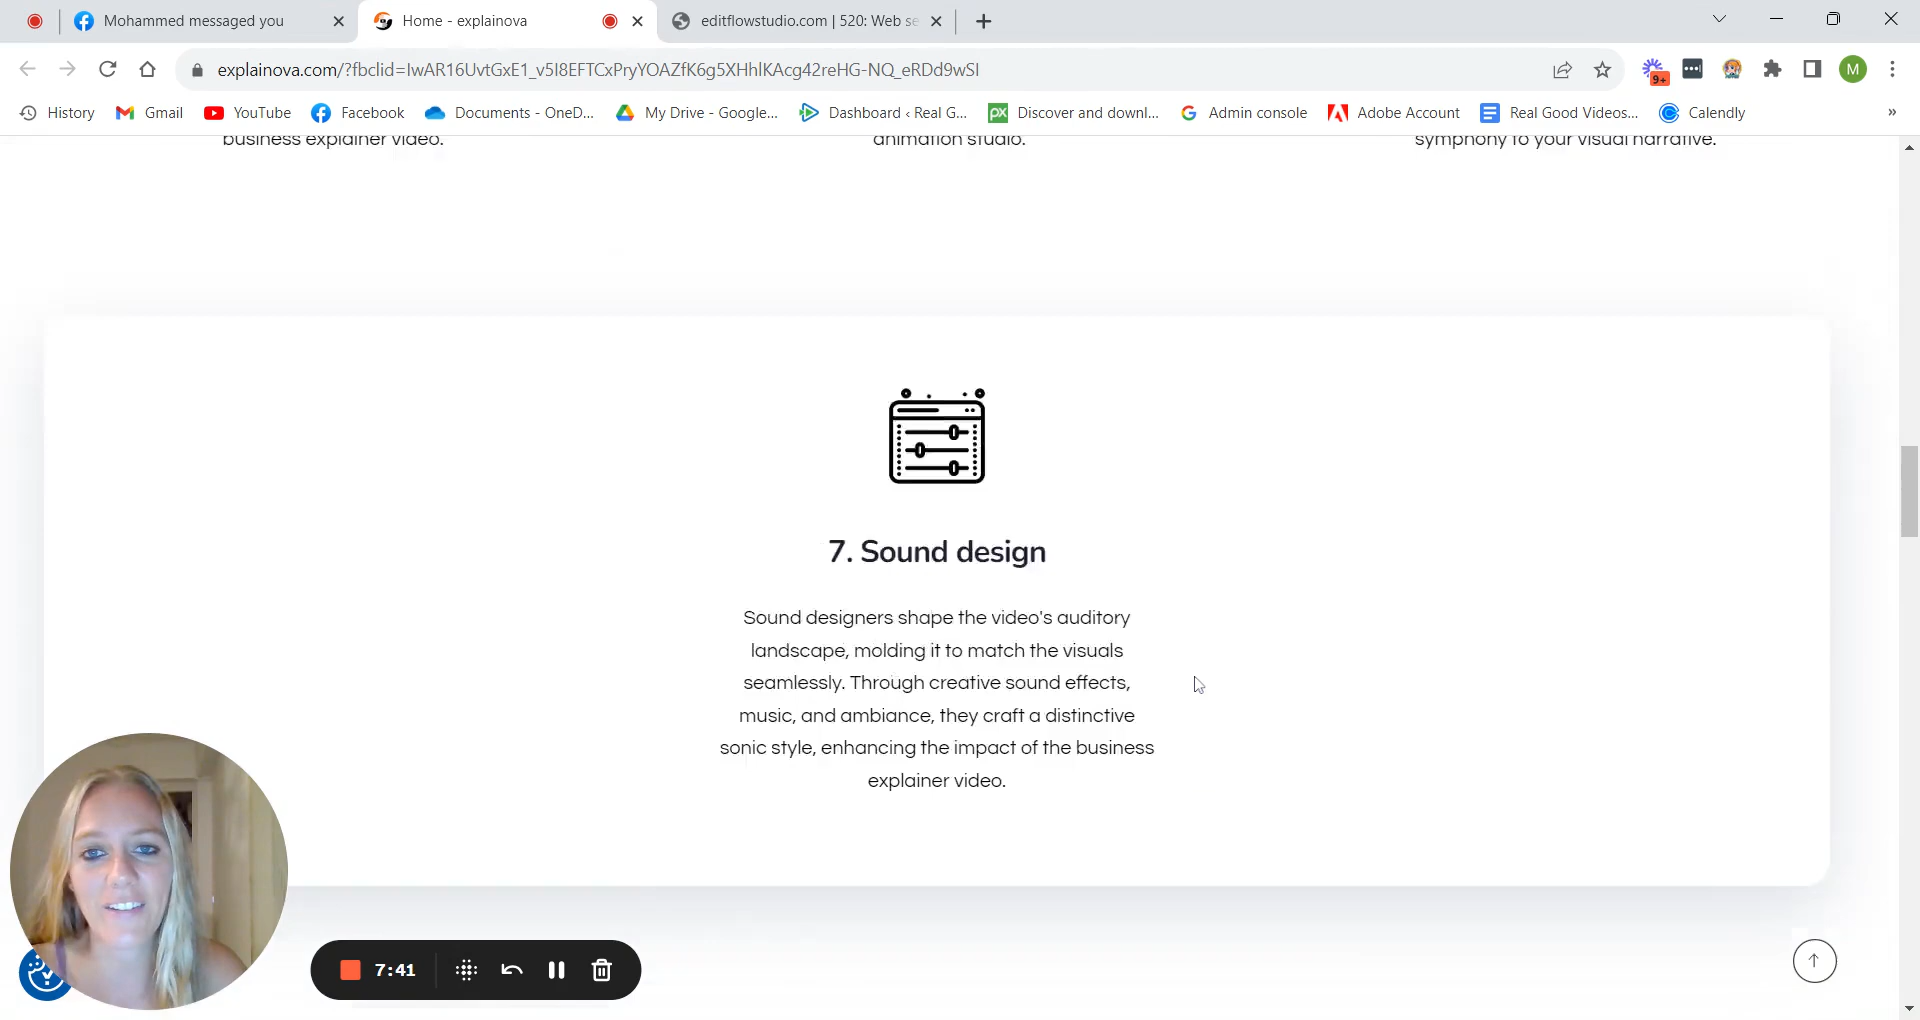 Mohammed messaged you
Home - explainova
editflowstudio.com | 520: Web se
explainova.com/?fbclid=IwAR16UvtGxE1_v5I8EFTCxPryYOAZfK6g5XHhlKAcg42reHG-NQ_eRDd9wSI
9+
M
History
Gmail
YouTube
Facebook
Documents - OneD...
My Drive - Google...
Dashboard ‹ Real G...
Discover and downl...
Admin console
Adobe Account
Real Good Videos...
Calendly
»
business explainer video.
animation studio.
symphony to your visual narrative.
7. Sound design
Sound designers shape the video's auditory
landscape, molding it to match the visuals
seamlessly. Through creative sound effects,
music, and ambiance, they craft a distinctive
sonic style, enhancing the impact of the business
explainer video.
7:41